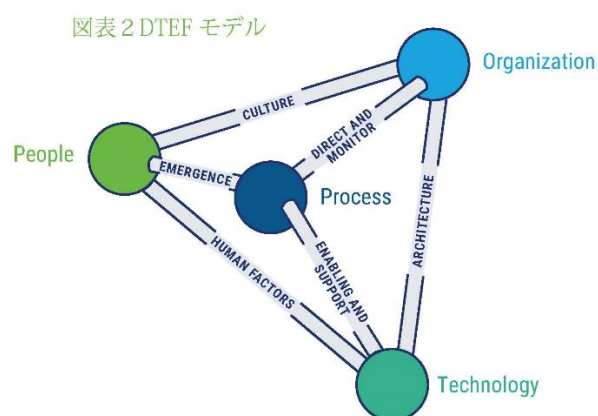 図表２DTEF モデル
Organization
CULTURE
DIRECT AND
MONITOR
People
EMERGENCE
Process
ARCHITECTURE
HUMAN FACTORS
ENABLING AND
SUPPORT
Technology